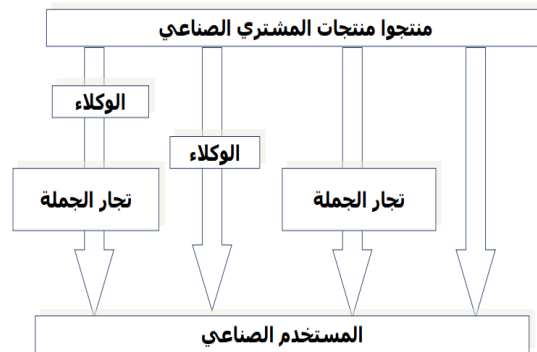 منتجوا منتجات المشتري الصناعي
الوكلاء
الوكلاء
تجار الجملة
تجار الجملة
المستخدم الصناعي